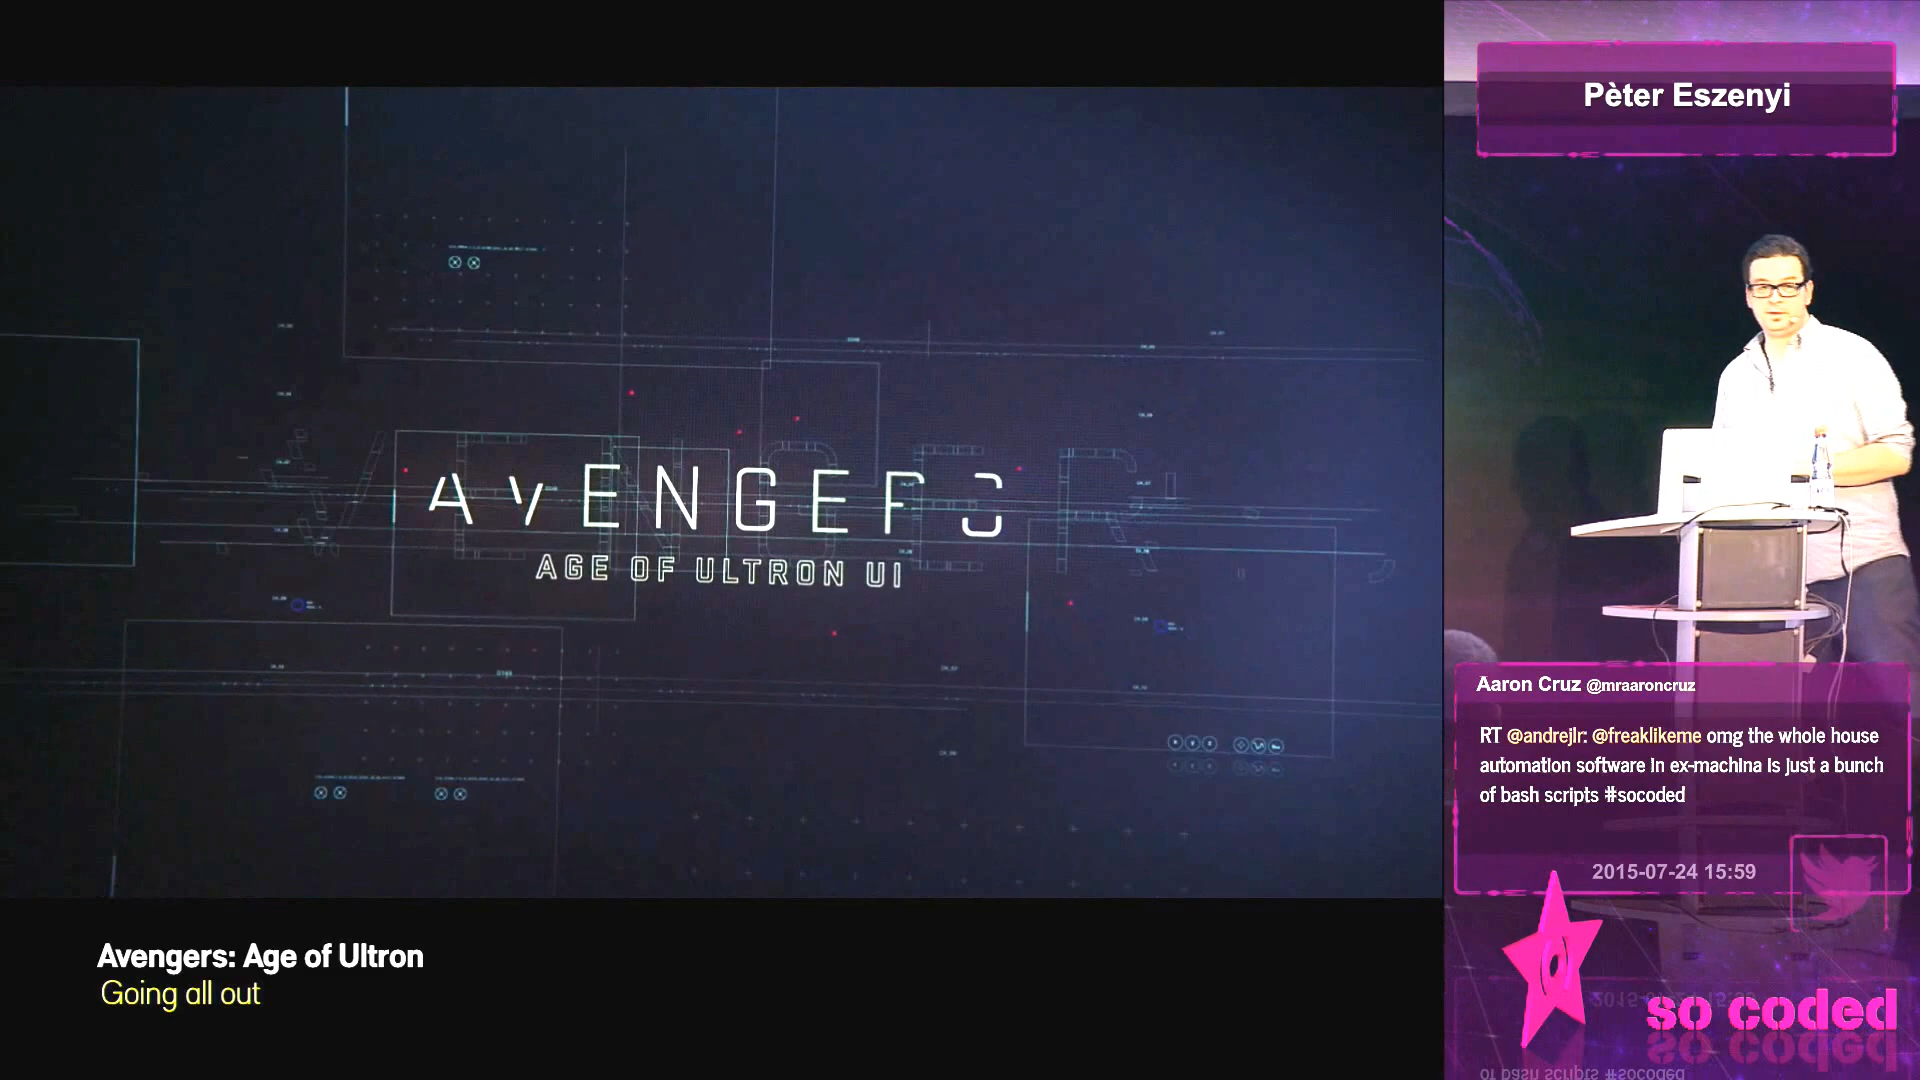 AVENGERS
AGE OF ULTRON UI
Avengers: Age of Ultron
Going all out
Pèter Eszenyi
Aaron Cruz @mraaroncruz
RT @andrejlr: @freaklikeme omg the whole house
automation software in ex-machina is just a bunch
of bash scripts #socoded
2015-07-24 15:59
so coded